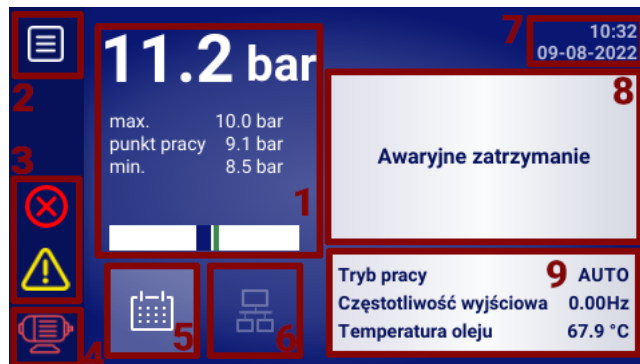 10:32
09-08-2022
7
2
11.2 bar
max. 10.0 bar
punkt pracy 9.1 bar
min. 8.5 bar
1
8
Awaryjne zatrzymanie
3
4
5
6
9
Tryb pracy AUTO
Częstotliwość wyjściowa 0.00Hz
Temperatura oleju 67.9 °C